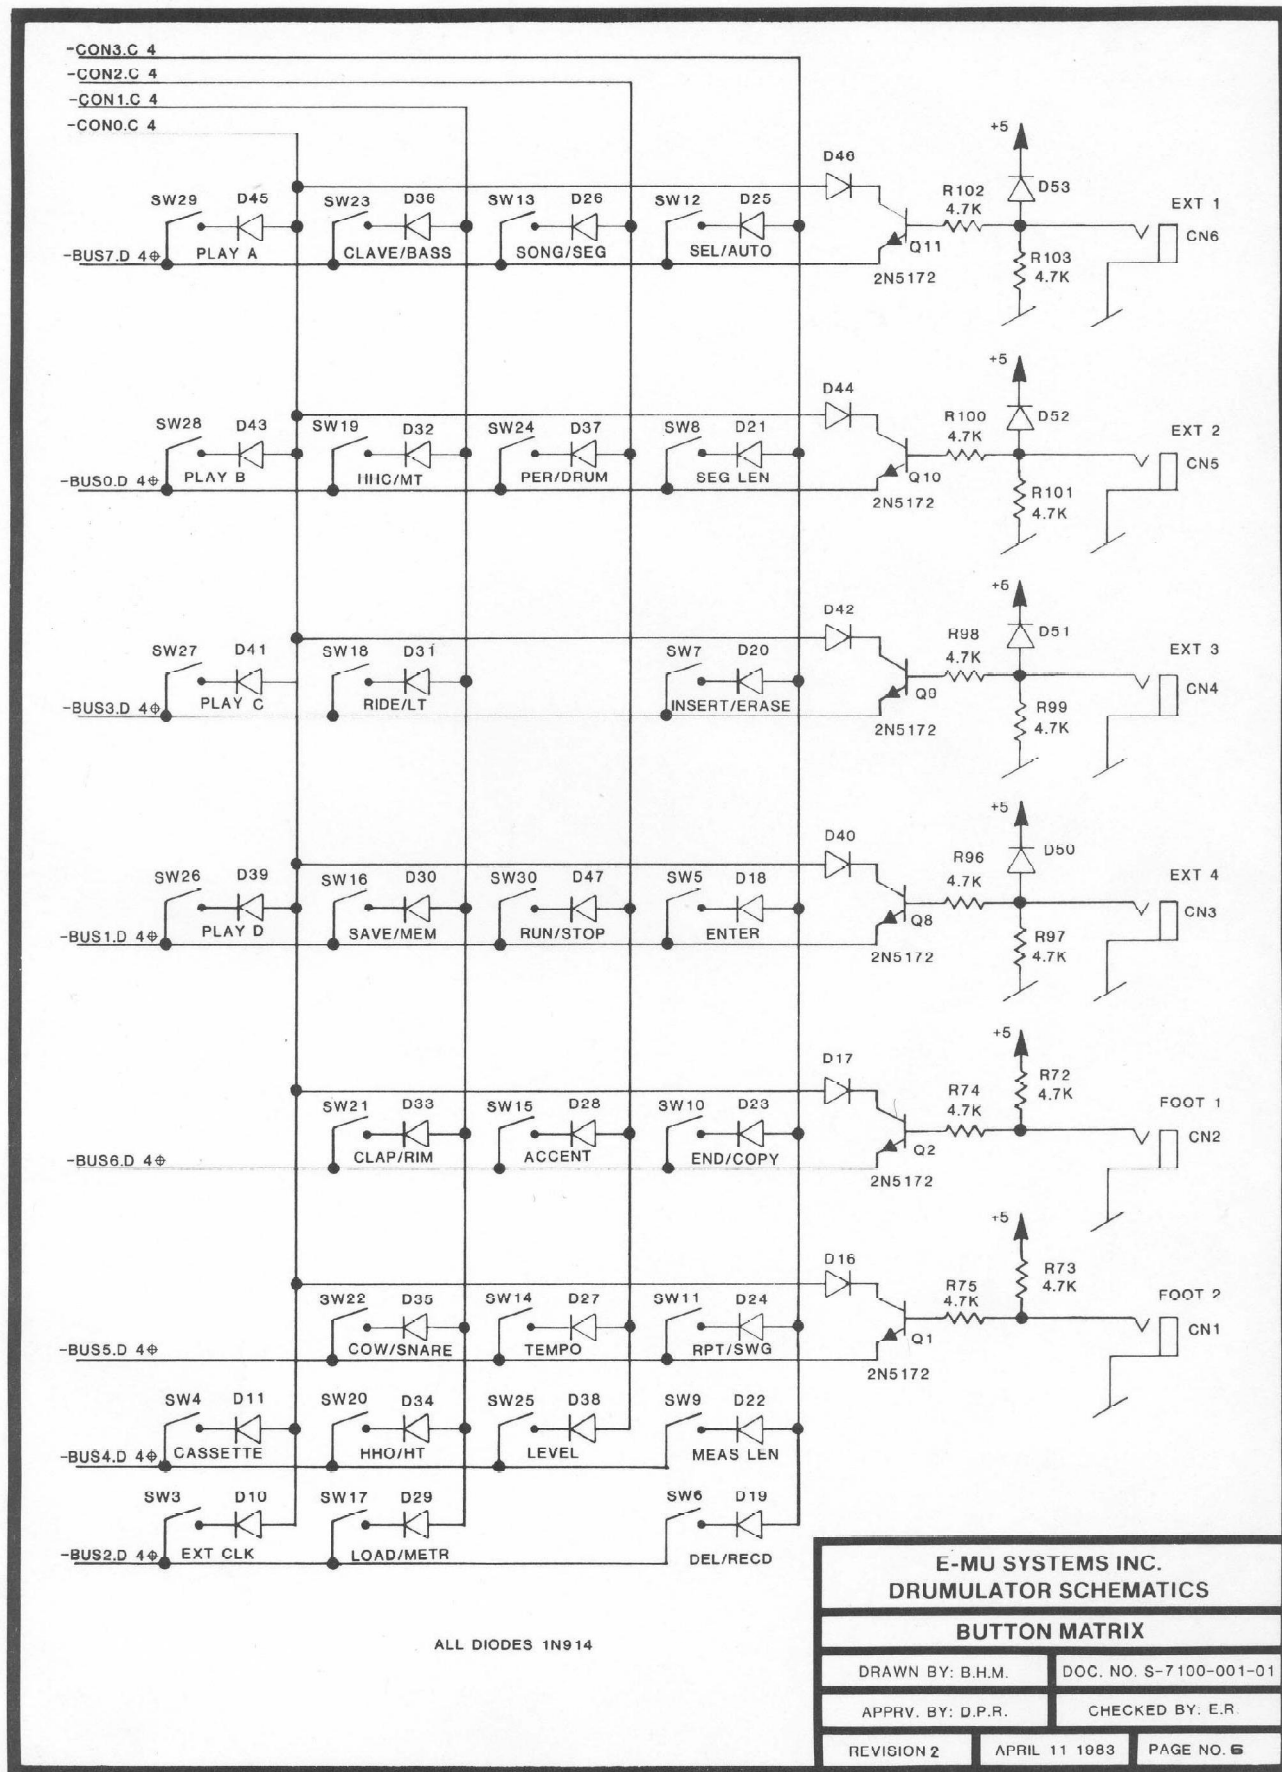 -CON3.C 4
-CON2.C 4
-CON1.C 4
-CON0.C 4
+5
D46
SW29 D45 SW23 D36 SW13 D26 SW12 D25 R102 4.7K D53 EXT 1
CN6
-BUS7.D 4⊕ PLAY A CLAVE/BASS SONG/SEG SEL/AUTO Q11 R103
2N5172 4.7K
+5
D44
SW28 D43 SW19 D32 SW24 D37 SW8 D21 R100 4.7K D52 EXT 2
CN5
-BUS0.D 4⊕ PLAY B HHC/MT PER/DRUM SEG LEN Q10 R101
2N5172 4.7K
+5
D42
SW27 D41 SW18 D31 SW7 D20 R98 4.7K D51 EXT 3
CN4
-BUS3.D 4⊕ PLAY C RIDE/LT INSERT/ERASE Q9 R99
2N5172 4.7K
+5
D40
SW26 D39 SW16 D30 SW30 D47 SW5 D18 R96 4.7K D50 EXT 4
CN3
-BUS1.D 4⊕ PLAY D SAVE/MEM RUN/STOP ENTER Q8 R97
2N5172 4.7K
+5
D17
SW21 D33 SW15 D28 SW10 D23 R74 4.7K R72 4.7K FOOT 1
CN2
-BUS6.D 4⊕ CLAP/RIM ACCENT END/COPY Q2
2N5172
+5
D16
SW22 D35 SW14 D27 SW11 D24 R75 4.7K R73 4.7K FOOT 2
CN1
-BUS5.D 4⊕ COW/SNARE TEMPO RPT/SWG Q1
2N5172
SW4 D11 SW20 D34 SW25 D38 SW9 D22
-BUS4.D 4⊕ CASSETTE HHO/HT LEVEL MEAS LEN
SW3 D10 SW17 D29 SW6 D19
-BUS2.D 4⊕ EXT CLK LOAD/METR DEL/RECD
ALL DIODES 1N914
E-MU SYSTEMS INC.
DRUMULATOR SCHEMATICS
BUTTON MATRIX
DRAWN BY: B.H.M. DOC. NO. S-7100-001-01
APPRV. BY: D.P.R. CHECKED BY: E.R.
REVISION 2 APRIL 11 1983 PAGE NO. 6